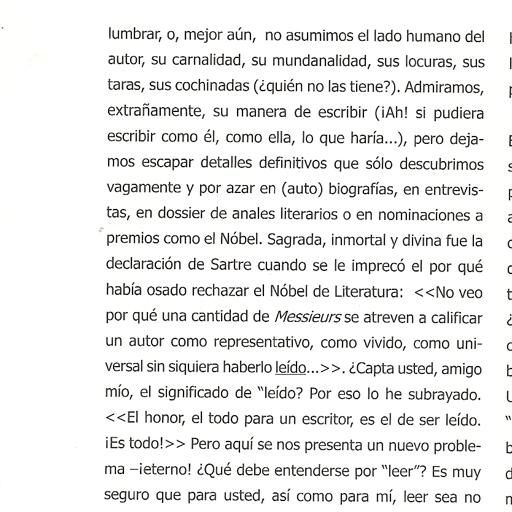 lumbrar, o, mejor aún, no asumimos el lado humano del
autor, su carnalidad, su mundanalidad, sus locuras, sus
taras, sus cochinadas (¿quién no las tiene?). Admiramos,
extrañamente, su manera de escribir (¡Ah! si pudiera
escribir como él, como ella, lo que haría...), pero deja-
mos escapar detalles definitivos que sólo descubrimos
vagamente y por azar en (auto) biografías, en entrevis-
tas, en dossier de anales literarios o en nominaciones a
premios como el Nóbel. Sagrada, inmortal y divina fue la
declaración de Sartre cuando se le imprecó el por qué
había osado rechazar el Nóbel de Literatura: <<No veo
por qué una cantidad de Messieurs se atreven a calificar
un autor como representativo, como vivido, como uni-
versal sin siquiera haberlo leído...>>. ¿Capta usted, amigo
mío, el significado de “leído? Por eso lo he subrayado.
<<El honor, el todo para un escritor, es el de ser leído.
¡Es todo!>> Pero aquí se nos presenta un nuevo proble-
ma –¡eterno! ¿Qué debe entenderse por “leer”? Es muy
seguro que para usted, así como para mí, leer sea no